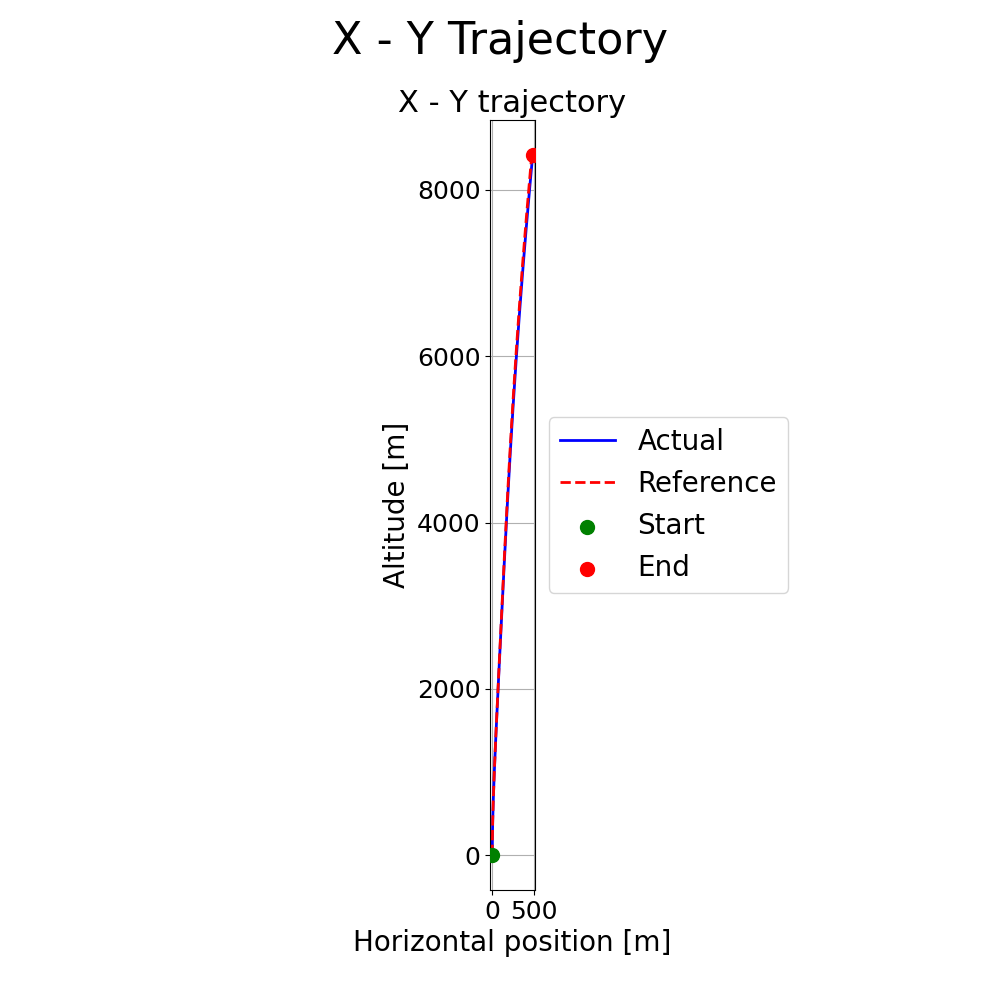 X - Y Trajectory
X - Y trajectory
8000
6000
4000
2000
0
Altitude [m]
0 500
Horizontal position [m]
Actual
Reference
Start
End